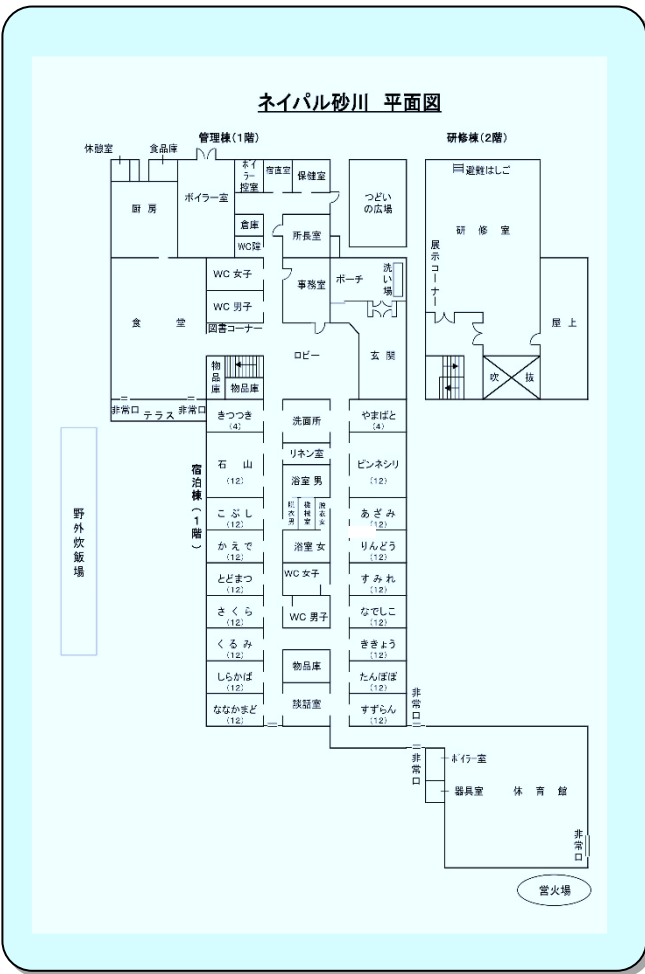 ネイパル砂川 平面図
管理棟(1階)
研修棟(2階)
休憩室
食品庫
ボイラー控室
宿直室
保健室
避難はしご
厨房
ボイラー室
つどいの広場
研修室
倉庫
所長室
展示コーナー
WC 女子
事務室
ポーチ
洗い場
WC 男子
食堂
図書コーナー
屋上
ロビー
玄関
物品庫
物品庫
吹抜
非常口
テラス
非常口
きつつき
(4)
洗面所
やまばと
(4)
リネン室
石山
(12)
ピンネシリ
(12)
宿泊棟(1階)
浴室 男
野外炊飯場
こぶし
(12)
脱衣男
機械室
脱衣女
あざみ
(12)
かえで
(12)
浴室 女
りんどう
(12)
とどまつ
(12)
WC 女子
すみれ
(12)
さくら
(12)
WC 男子
なでしこ
(12)
くるみ
(12)
ききょう
(12)
しらかば
(12)
物品庫
たんぽぽ
(12)
ななかまど
(12)
談話室
すずらん
(12)
非常口
非常口
ボイラー室
器具室
体育館
非常口
営火場